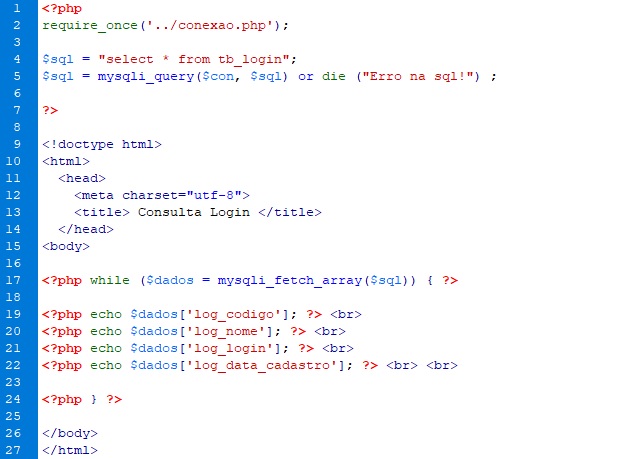 1 <?php
2 require_once('../conexao.php');
3
4 $sql = "select * from tb_login";
5 $sql = mysqli_query($con, $sql) or die ("Erro na sql!") ;
6
7 ?>
8
9 <!doctype html>
10 <html>
11   <head>
12     <meta charset="utf-8">
13     <title> Consulta Login </title>
14   </head>
15 <body>
16
17 <?php while ($dados = mysqli_fetch_array($sql)) { ?>
18
19 <?php echo $dados['log_codigo']; ?> <br>
20 <?php echo $dados['log_nome']; ?> <br>
21 <?php echo $dados['log_login']; ?> <br>
22 <?php echo $dados['log_data_cadastro']; ?> <br> <br>
23
24 <?php } ?>
25
26 </body>
27 </html>